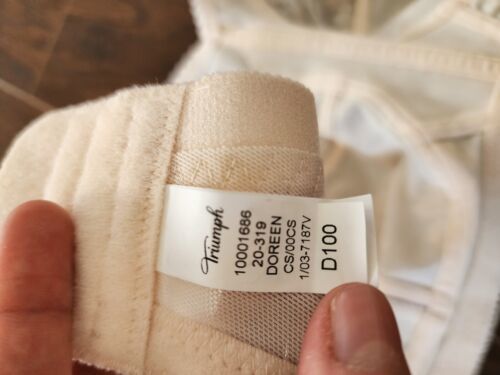 Triumph
10001686
20-319
DOREEN
CS/00CS
1/03-7187V
D100